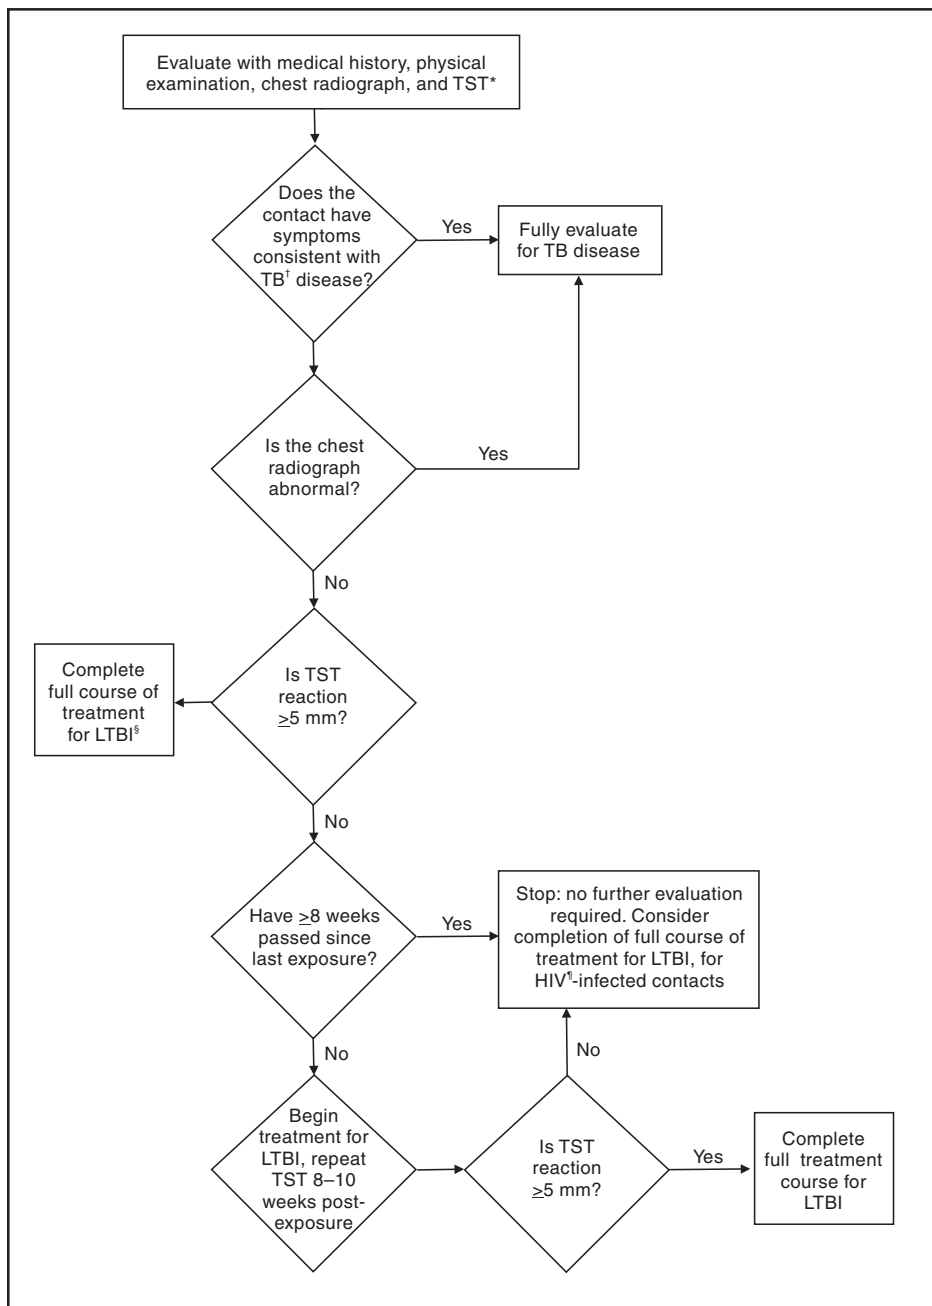 Evaluate with medical history, physical
examination, chest radiograph, and TST*
Does the
contact have
symptoms
consistent with
TB† disease?
Yes
Fully evaluate
for TB disease
Is the chest
radiograph
abnormal?
Yes
No
Complete
full course of
treatment
for LTBI§
Is TST
reaction
≥5 mm?
No
Have ≥8 weeks
passed since
last exposure?
Yes
Stop: no further evaluation
required. Consider
completion of full course of
treatment for LTBI, for
HIV¶-infected contacts
No
No
Begin
treatment for
LTBI, repeat
TST 8–10
weeks post-
exposure
Is TST
reaction
≥5 mm?
Yes
Complete
full treatment
course for
LTBI